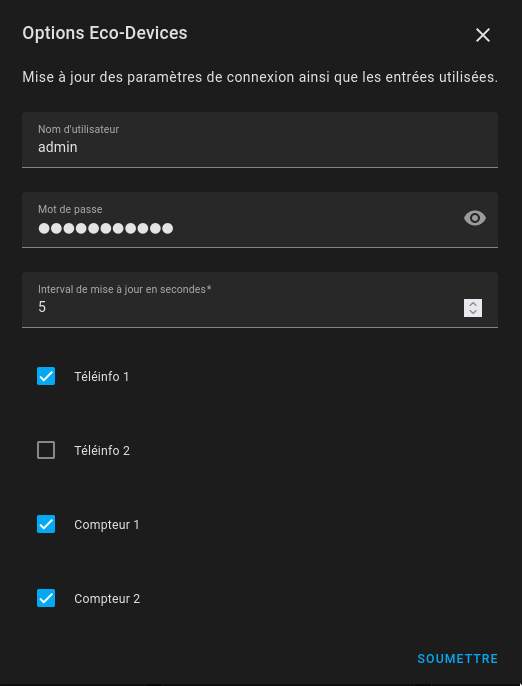 Options Eco-Devices
Mise à jour des paramètres de connexion ainsi que les entrées utilisées.
Nom d'utilisateur
admin
Mot de passe
●●●●●●●●●●●
Interval de mise à jour en secondes*
5
Téléinfo 1
Téléinfo 2
Compteur 1
Compteur 2
SOUMETTRE